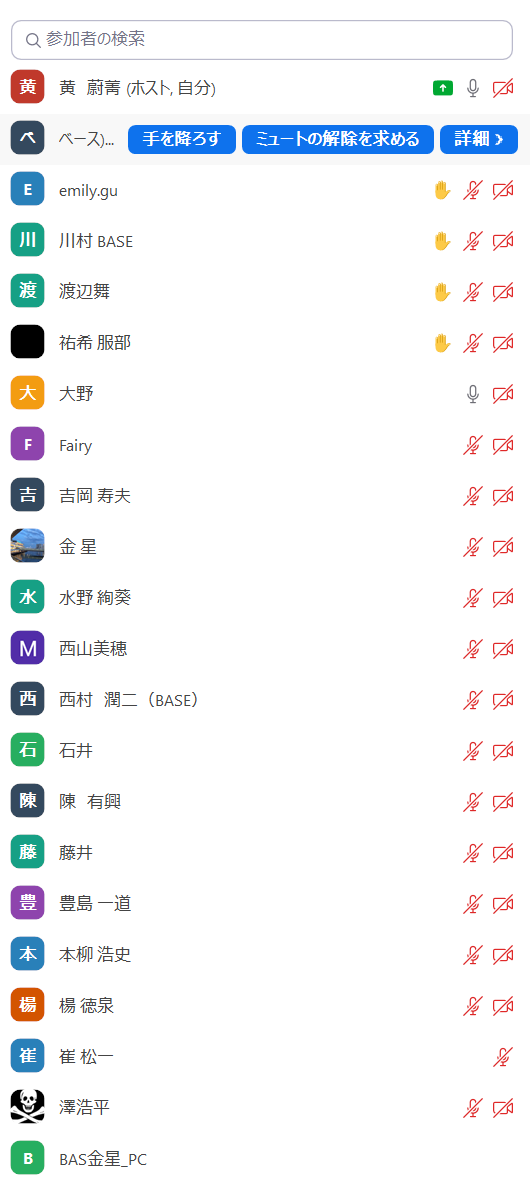 参加者の検索
黄 黄 蔚菁 (ホスト, 自分)
ベ ベース)... 手を降ろす ミュートの解除を求める 詳細 ›
E emily.gu
川 川村 BASE
渡 渡辺舞
祐希 服部
大 大野
F Fairy
吉 吉岡 寿夫
金 星
水 水野 絢葵
M 西山美穂
西 西村 潤二（BASE）
石 石井
陳 陳 有興
藤 藤井
豊 豊島 一道
本 本柳 浩史
楊 楊 徳泉
崔 崔 松一
澤浩平
B BAS金星_PC